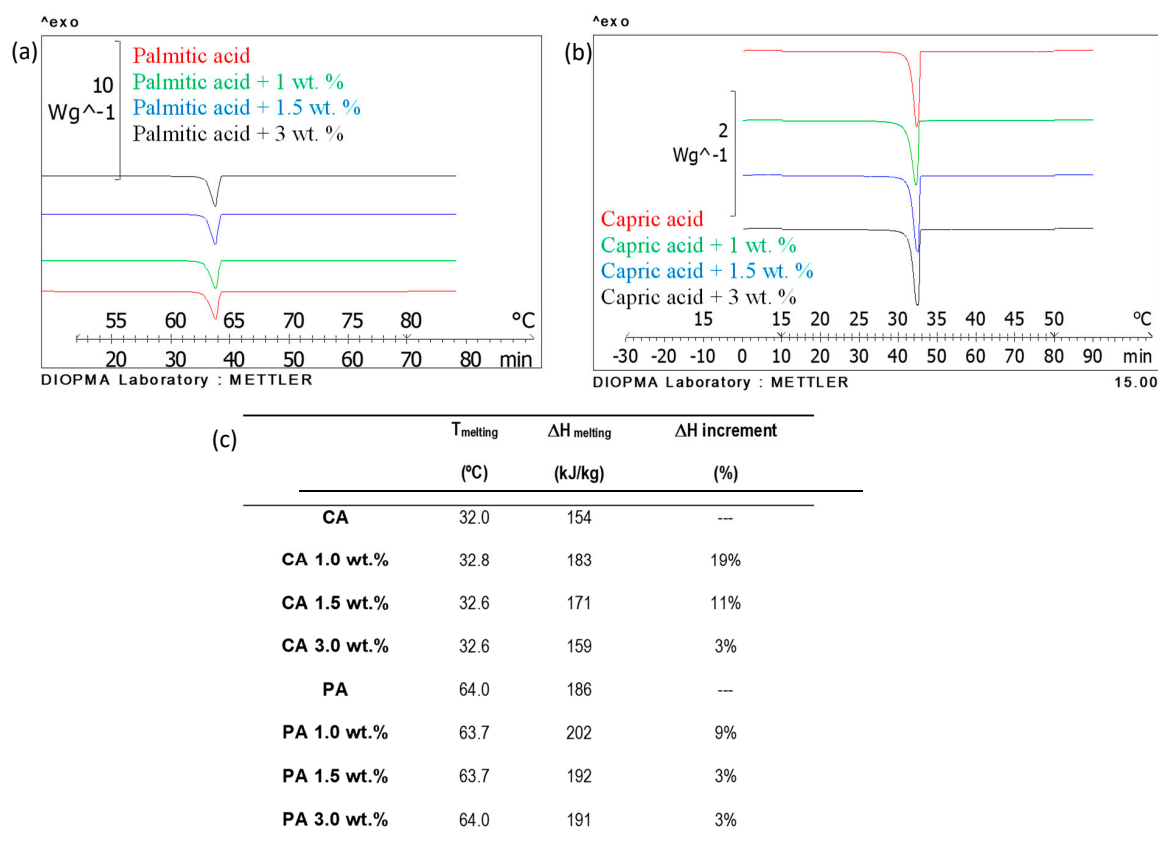 ^exo
(a)
Palmitic acid
Palmitic acid + 1 wt. %
Palmitic acid + 1.5 wt. %
Palmitic acid + 3 wt. %
10
Wg^-1
55 60 65 70 75 80 ºC
20 30 40 50 60 70 80 min
DIOPMA Laboratory : METTLER
^exo
(b)
2
Wg^-1
Capric acid
Capric acid + 1 wt. %
Capric acid + 1.5 wt. %
Capric acid + 3 wt. %
15 15 20 25 30 35 40 45 50 ºC
-30 -20 -10 0 10 20 30 40 50 60 70 80 90 min
DIOPMA Laboratory : METTLER 15.00
(c)
Tmelting ΔH melting ΔH increment
(ºC) (kJ/kg) (%)
CA 32.0 154 ---
CA 1.0 wt.% 32.8 183 19%
CA 1.5 wt.% 32.6 171 11%
CA 3.0 wt.% 32.6 159 3%
PA 64.0 186 ---
PA 1.0 wt.% 63.7 202 9%
PA 1.5 wt.% 63.7 192 3%
PA 3.0 wt.% 64.0 191 3%